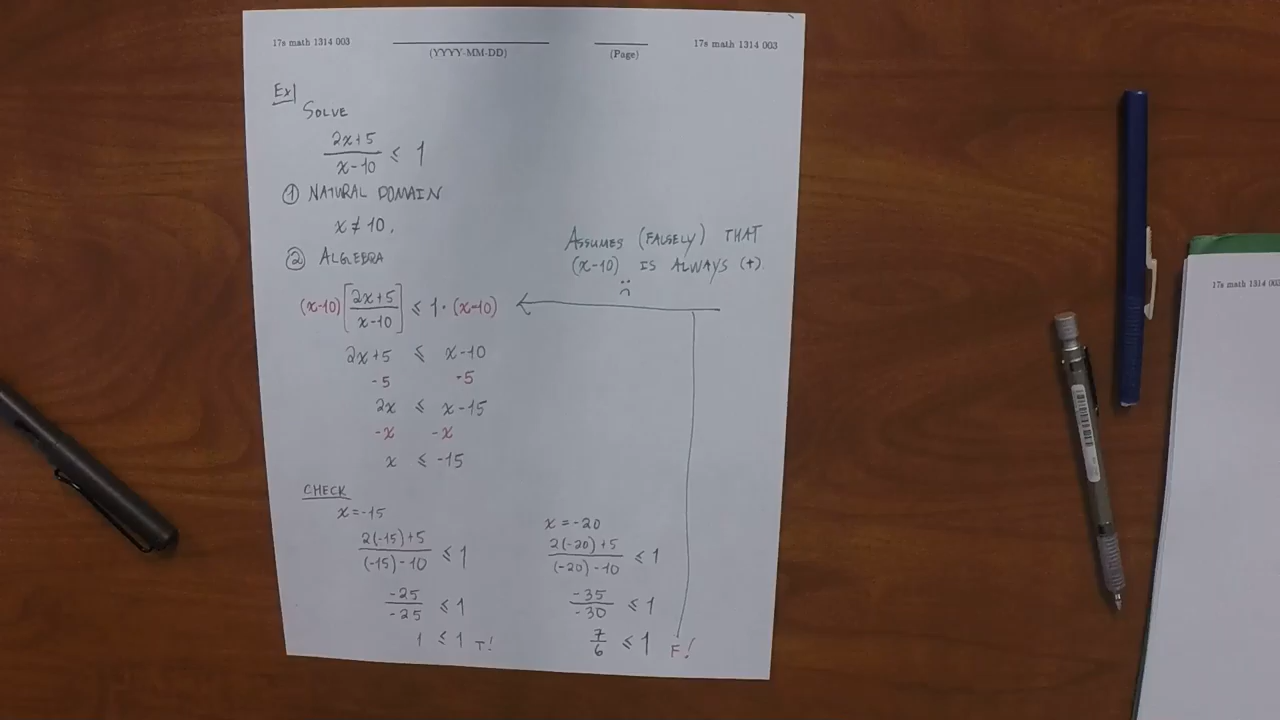 17s math 1314 003
(YYYY-MM-DD)
(Page)
17s math 1314 003
Ex1
SOLVE
(2x+5)/(x-10) ≤ 1
① NATURAL DOMAIN
x ≠ 10,
② ALGEBRA
ASSUMES (FALSELY) THAT
(x-10) IS ALWAYS (+).
(x-10)[(2x+5)/(x-10)] ≤ 1·(x-10)
2x+5 ≤ x-10
-5 -5
2x ≤ x-15
-x -x
x ≤ -15
CHECK
x=-15
(2(-15)+5)/((-15)-10) ≤ 1
-25/-25 ≤ 1
1 ≤ 1 T!
x=-20
(2(-20)+5)/((-20)-10) ≤ 1
-35/-30 ≤ 1
7/6 ≤ 1 F!
17s math 1314 003